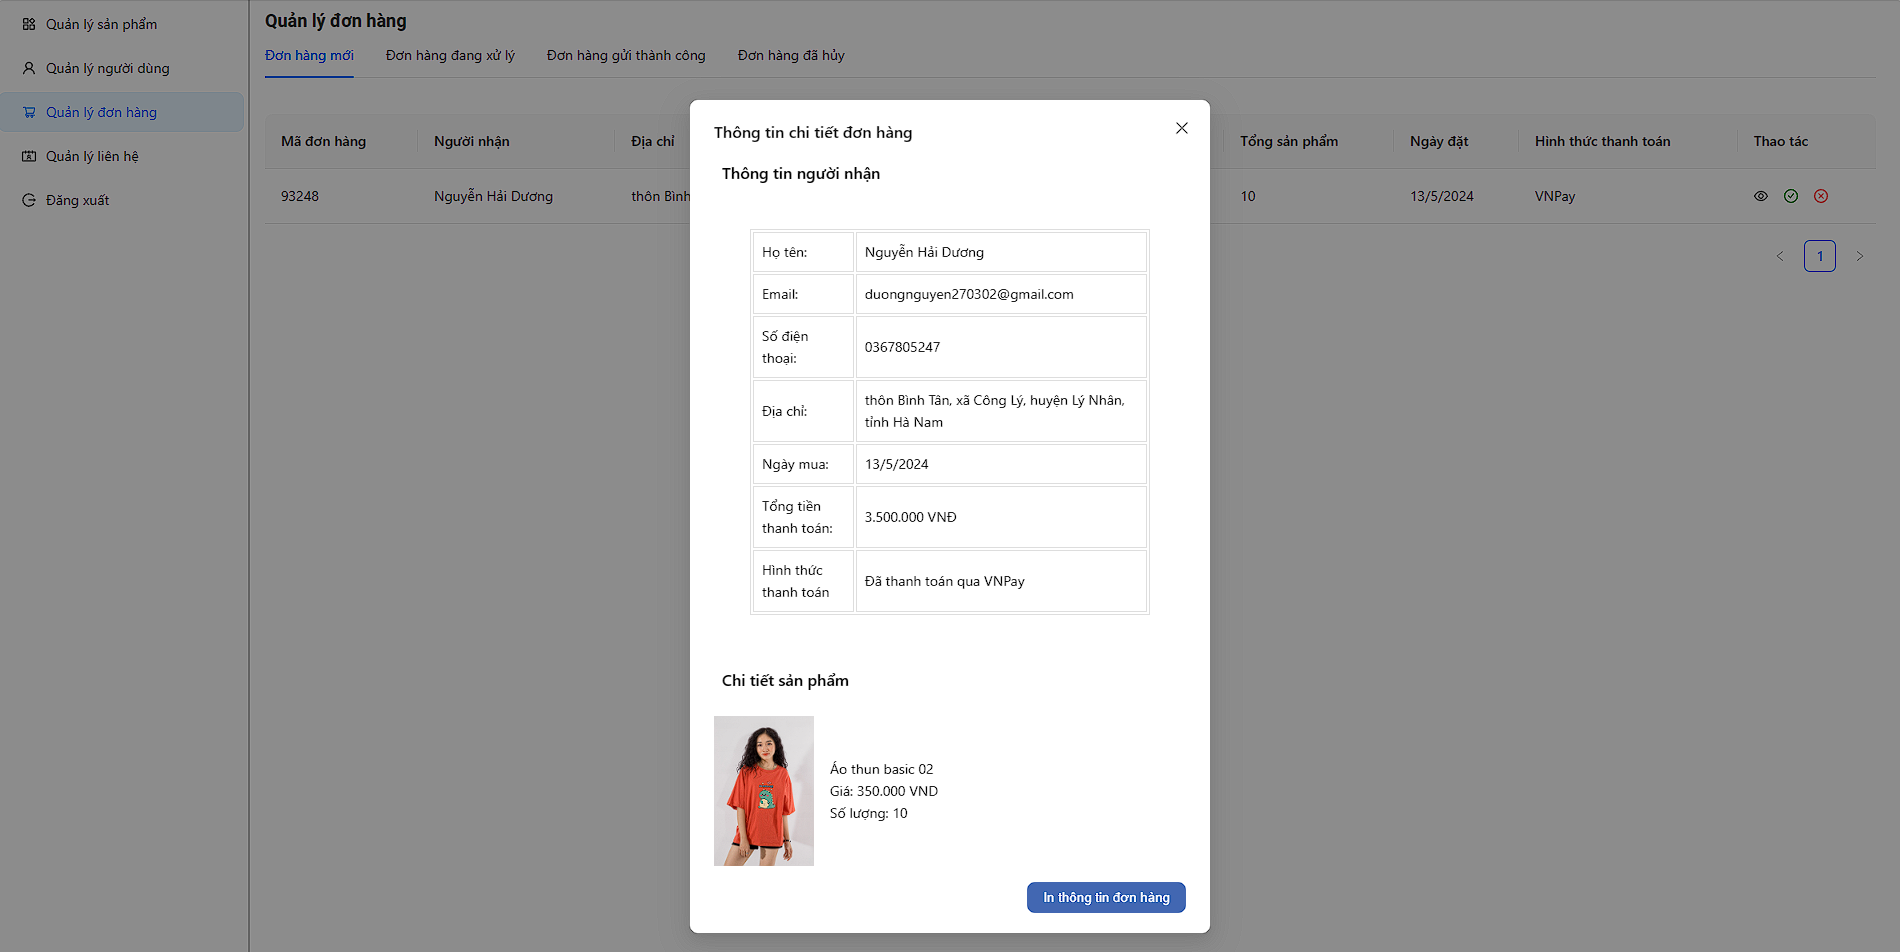 Quản lý sản phẩm
Quản lý người dùng
Quản lý đơn hàng
Quản lý liên hệ
Đăng xuất
Quản lý đơn hàng
Đơn hàng mới Đơn hàng đang xử lý Đơn hàng gửi thành công Đơn hàng đã hủy
Mã đơn hàng Người nhận Địa chỉ Tổng sản phẩm Ngày đặt Hình thức thanh toán Thao tác
93248 Nguyễn Hải Dương thôn Bình 10 13/5/2024 VNPay
1
Thông tin chi tiết đơn hàng
Thông tin người nhận
Họ tên: Nguyễn Hải Dương
Email: duongnguyen270302@gmail.com
Số điện
thoại:
0367805247
Địa chỉ:
thôn Bình Tân, xã Công Lý, huyện Lý Nhân,
tỉnh Hà Nam
Ngày mua: 13/5/2024
Tổng tiền
thanh toán:
3.500.000 VNĐ
Hình thức
thanh toán
Đã thanh toán qua VNPay
Chi tiết sản phẩm
Áo thun basic 02
Giá: 350.000 VND
Số lượng: 10
In thông tin đơn hàng